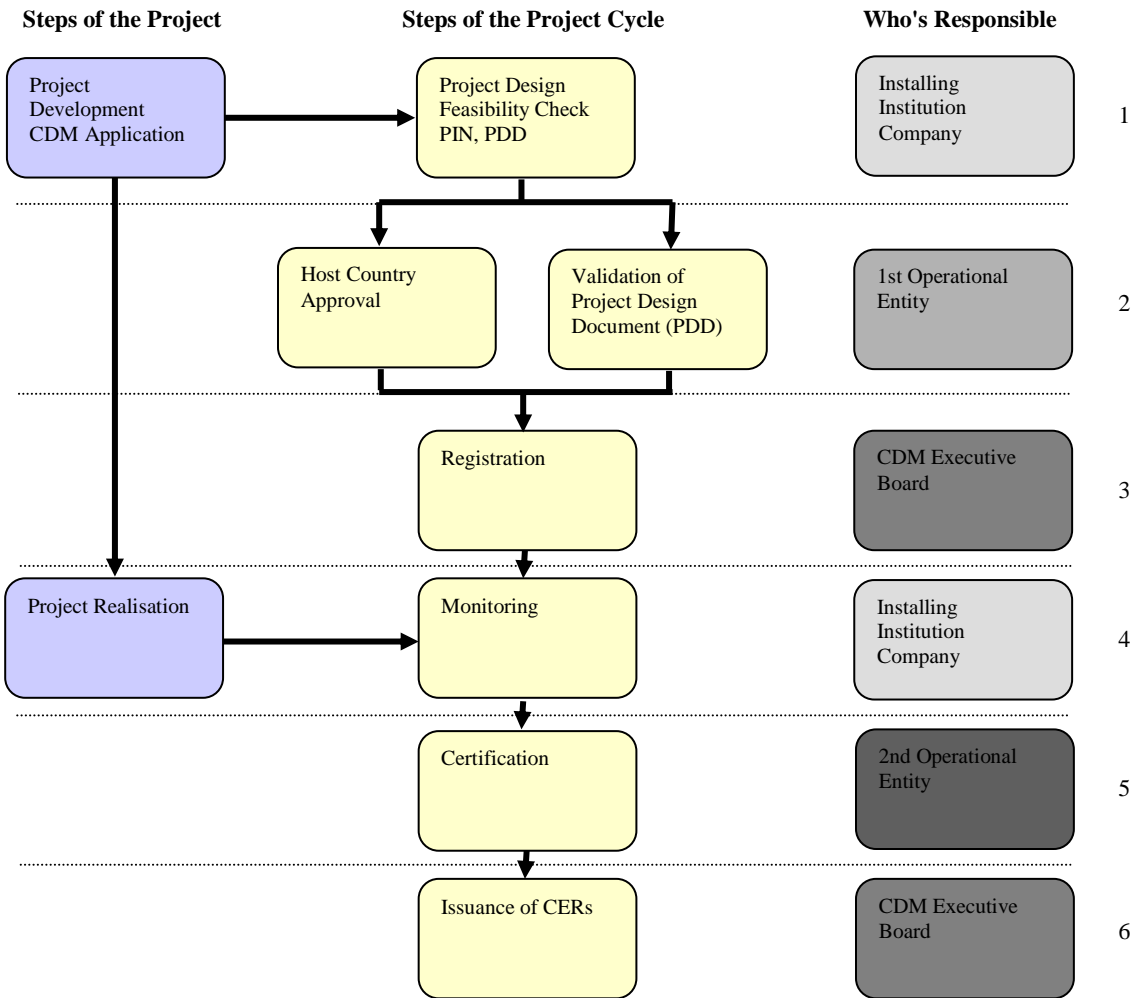 Steps of the Project
Steps of the Project Cycle
Who's Responsible
Project
Development
CDM Application
Project Design
Feasibility Check
PIN, PDD
Installing
Institution
Company
1
Host Country
Approval
Validation of
Project Design
Document (PDD)
1st Operational
Entity
2
Registration
CDM Executive
Board
3
Project Realisation
Monitoring
Installing
Institution
Company
4
Certification
2nd Operational
Entity
5
Issuance of CERs
CDM Executive
Board
6